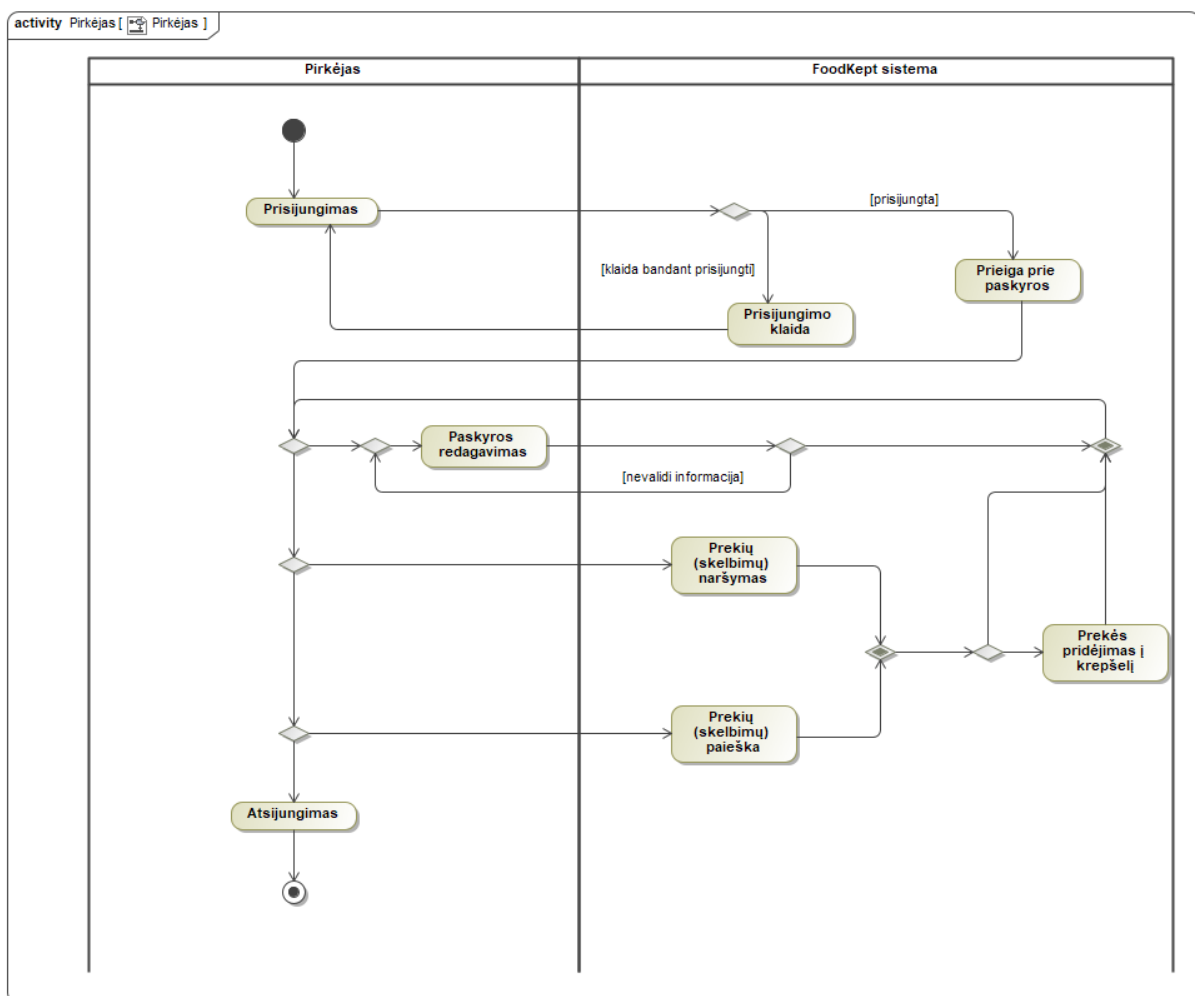 activity Pirkėjas [ Pirkėjas ]
Pirkėjas
FoodKept sistema
Prisijungimas
[prisijungta]
[klaida bandant prisijungti]
Prieiga prie
paskyros
Prisijungimo
klaida
Paskyros
redagavimas
[nevalidi informacija]
Prekių
(skelbimų)
naršymas
Prekės
pridėjimas į
krepšelį
Prekių
(skelbimų)
paieška
Atsijungimas